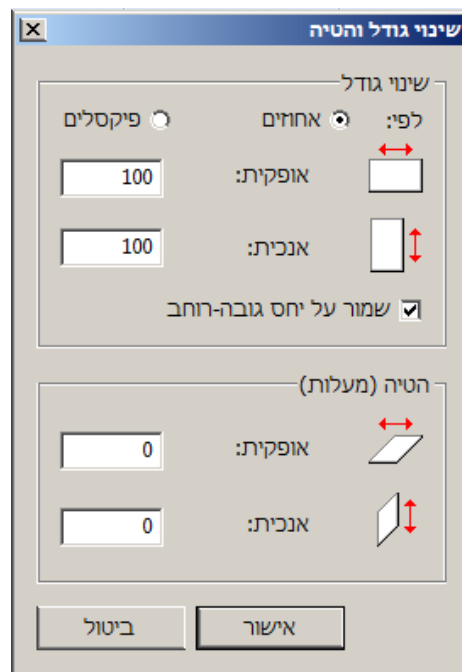 שינוי גודל והטיה
שינוי גודל
לפי: אחוזים פיקסלים
אופקית: 100
אנכית: 100
שמור על יחס גובה-רוחב
הטיה (מעלות)
אופקית: 0
אנכית: 0
אישור ביטול